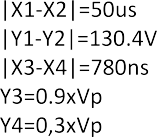 |X1-X2|=50us
|Y1-Y2|=130.4V
|X3-X4|=780ns
Y3=0.9xVp
Y4=0,3xVp